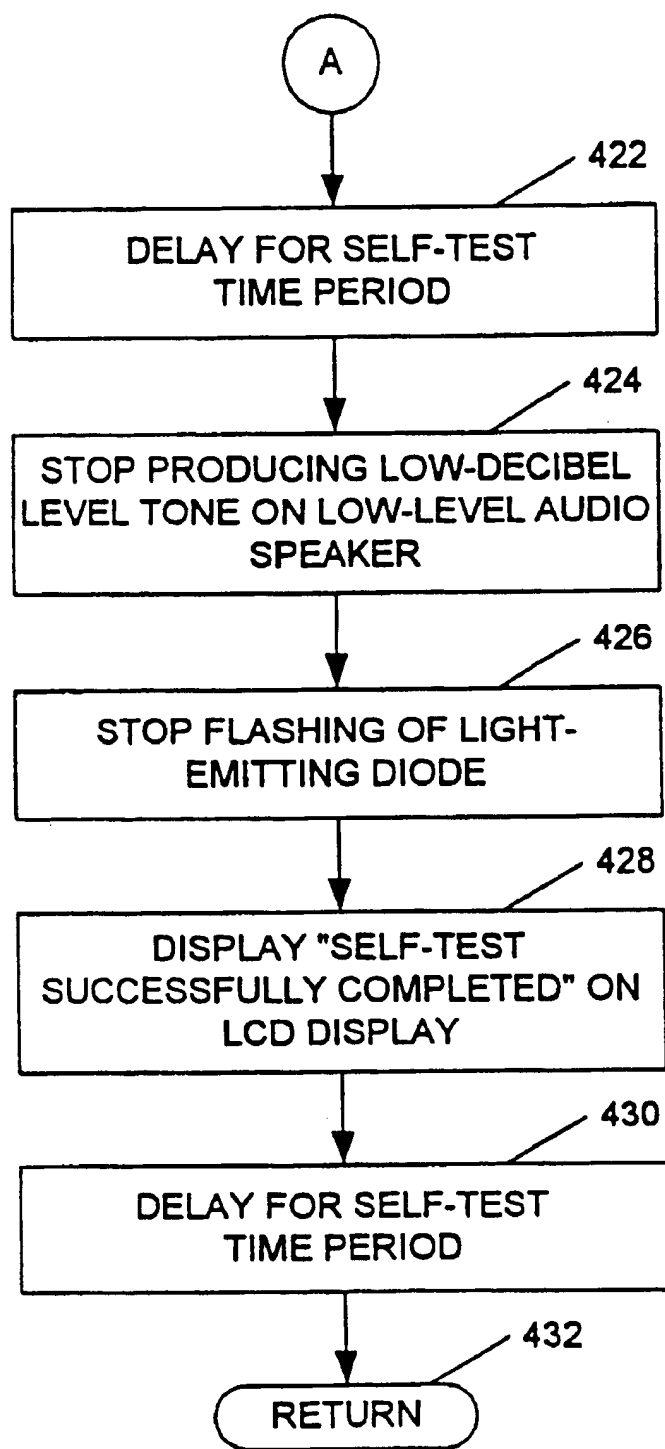 A
422
DELAY FOR SELF-TEST
TIME PERIOD
424
STOP PRODUCING LOW-DECIBEL
LEVEL TONE ON LOW-LEVEL AUDIO
SPEAKER
426
STOP FLASHING OF LIGHT-
EMITTING DIODE
428
DISPLAY "SELF-TEST
SUCCESSFULLY COMPLETED" ON
LCD DISPLAY
430
DELAY FOR SELF-TEST
TIME PERIOD
432
RETURN